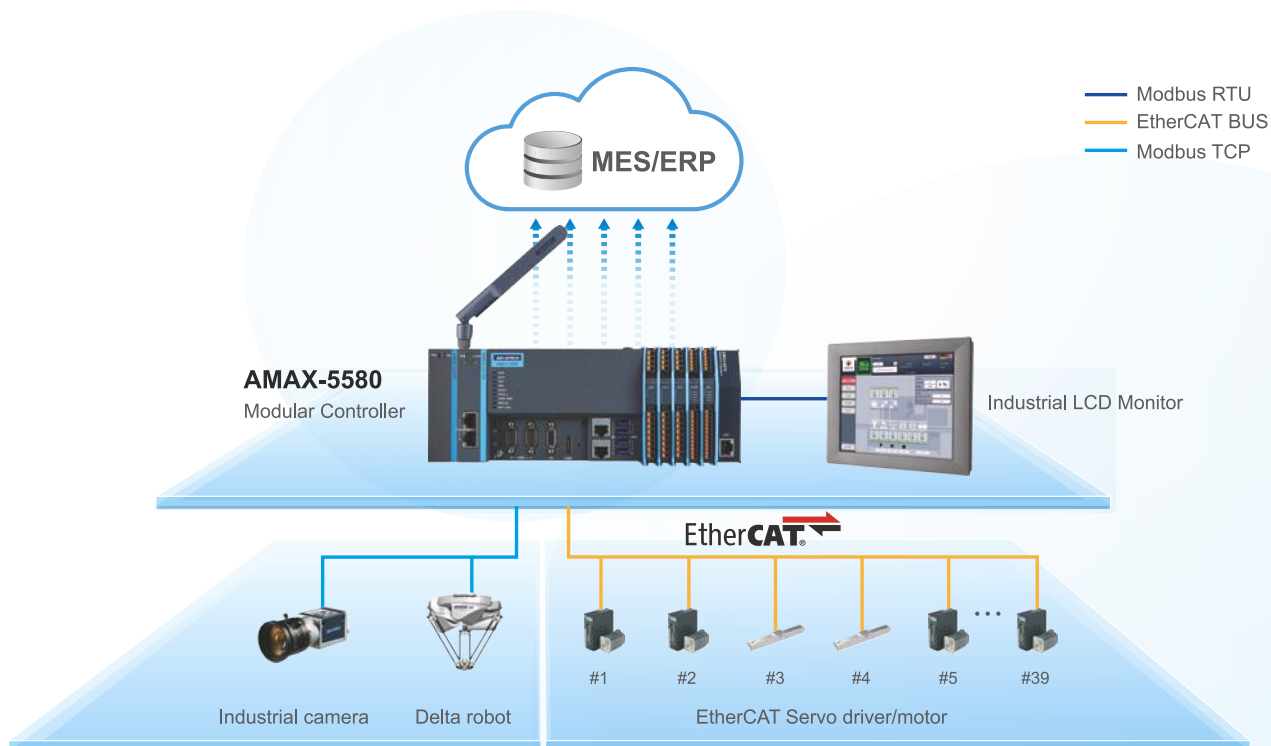 Modbus RTU
EtherCAT BUS
Modbus TCP
MES/ERP
AMAX-5580
Modular Controller
Industrial LCD Monitor
EtherCAT®
#1 #2 #3 #4 #5 ••• #39
Industrial camera
Delta robot
EtherCAT Servo driver/motor